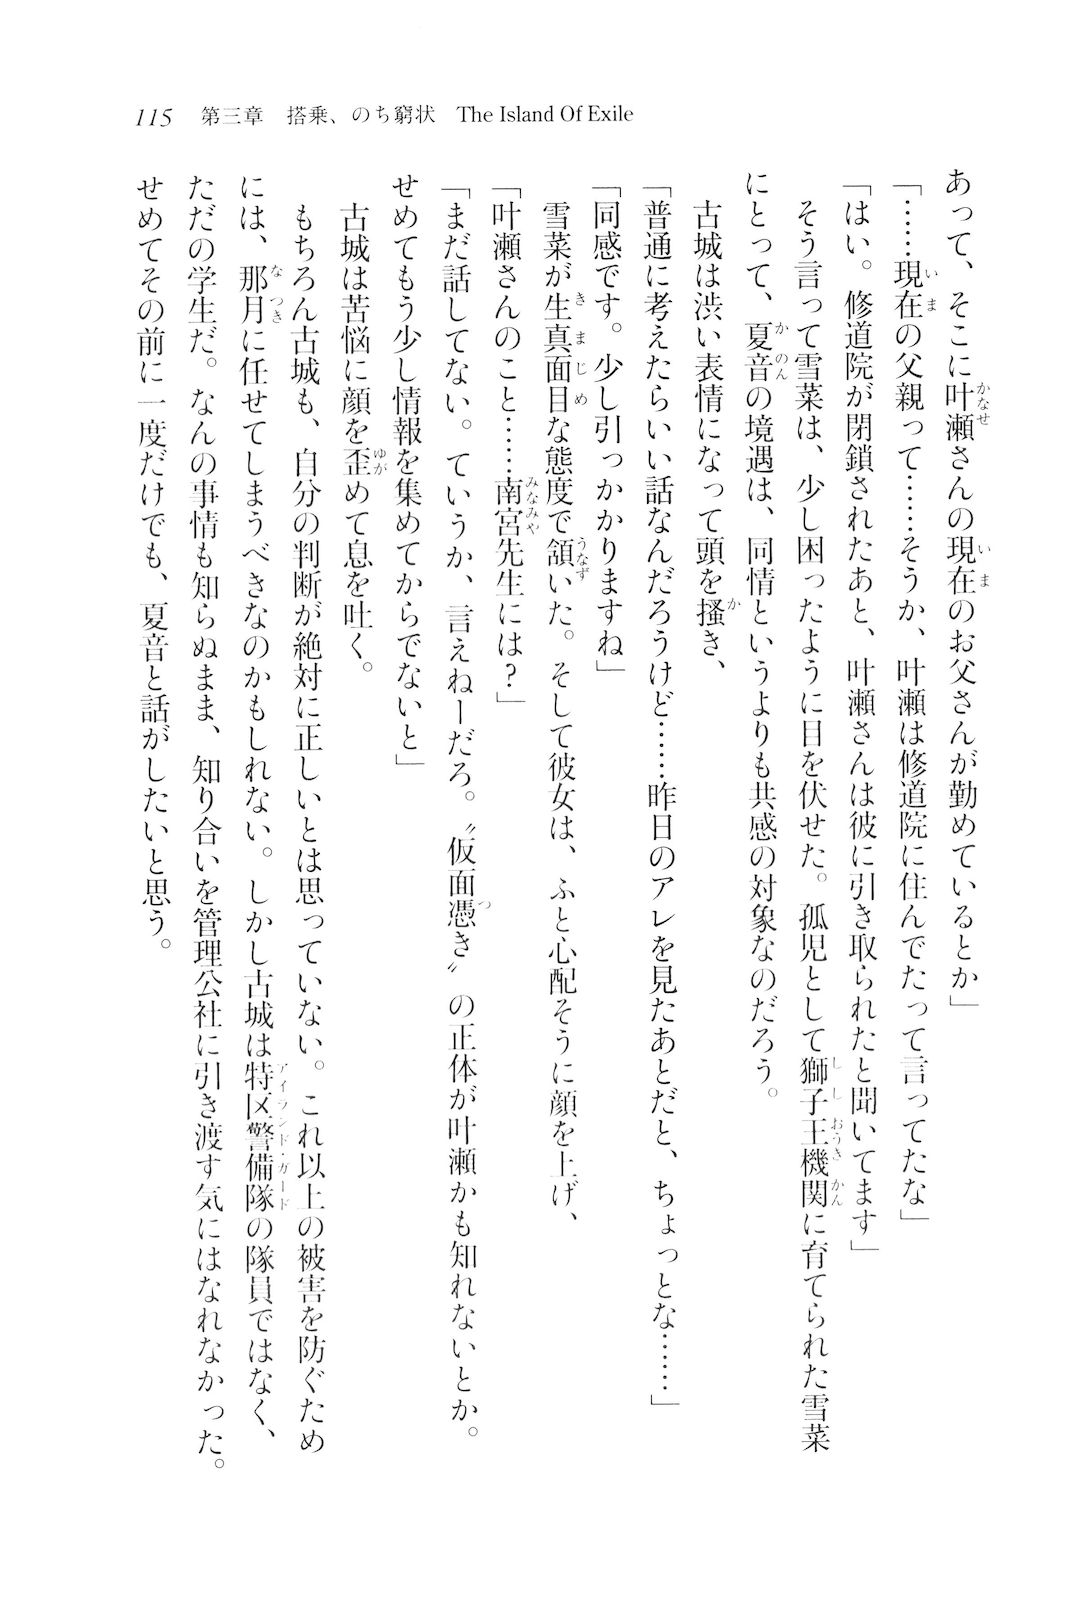 115　第三章　搭乗、のち窮状　The Island Of Exile
あって、そこに叶瀬さんの現在のお父さんが勤めているとか」
「……現在の父親って……そうか、叶瀬は修道院に住んでたって言ってたな」
「はい。修道院が閉鎖されたあと、叶瀬さんは彼に引き取られたと聞いてます」
　そう言って雪菜は、少し困ったように目を伏せた。孤児として獅子王機関に育てられた雪菜
にとって、夏音の境遇は、同情というよりも共感の対象なのだろう。
　古城は渋い表情になって頭を掻き、
「普通に考えたらいい話なんだろうけど……昨日のアレを見たあとだと、ちょっとな……」
「同感です。少し引っかかりますね」
　雪菜が生真面目な態度で頷いた。そして彼女は、ふと心配そうに顔を上げ、
「叶瀬さんのこと……南宮先生には？」
「まだ話してない。ていうか、言えねーだろ。〝仮面憑き〟の正体が叶瀬かも知れないとか。
せめてもう少し情報を集めてからでないと」
　古城は苦悩に顔を歪めて息を吐く。
　もちろん古城も、自分の判断が絶対に正しいとは思っていない。これ以上の被害を防ぐため
には、那月に任せてしまうべきなのかもしれない。しかし古城は特区警備隊の隊員ではなく、
ただの学生だ。なんの事情も知らぬまま、知り合いを管理公社に引き渡す気にはなれなかった。
せめてその前に一度だけでも、夏音と話がしたいと思う。